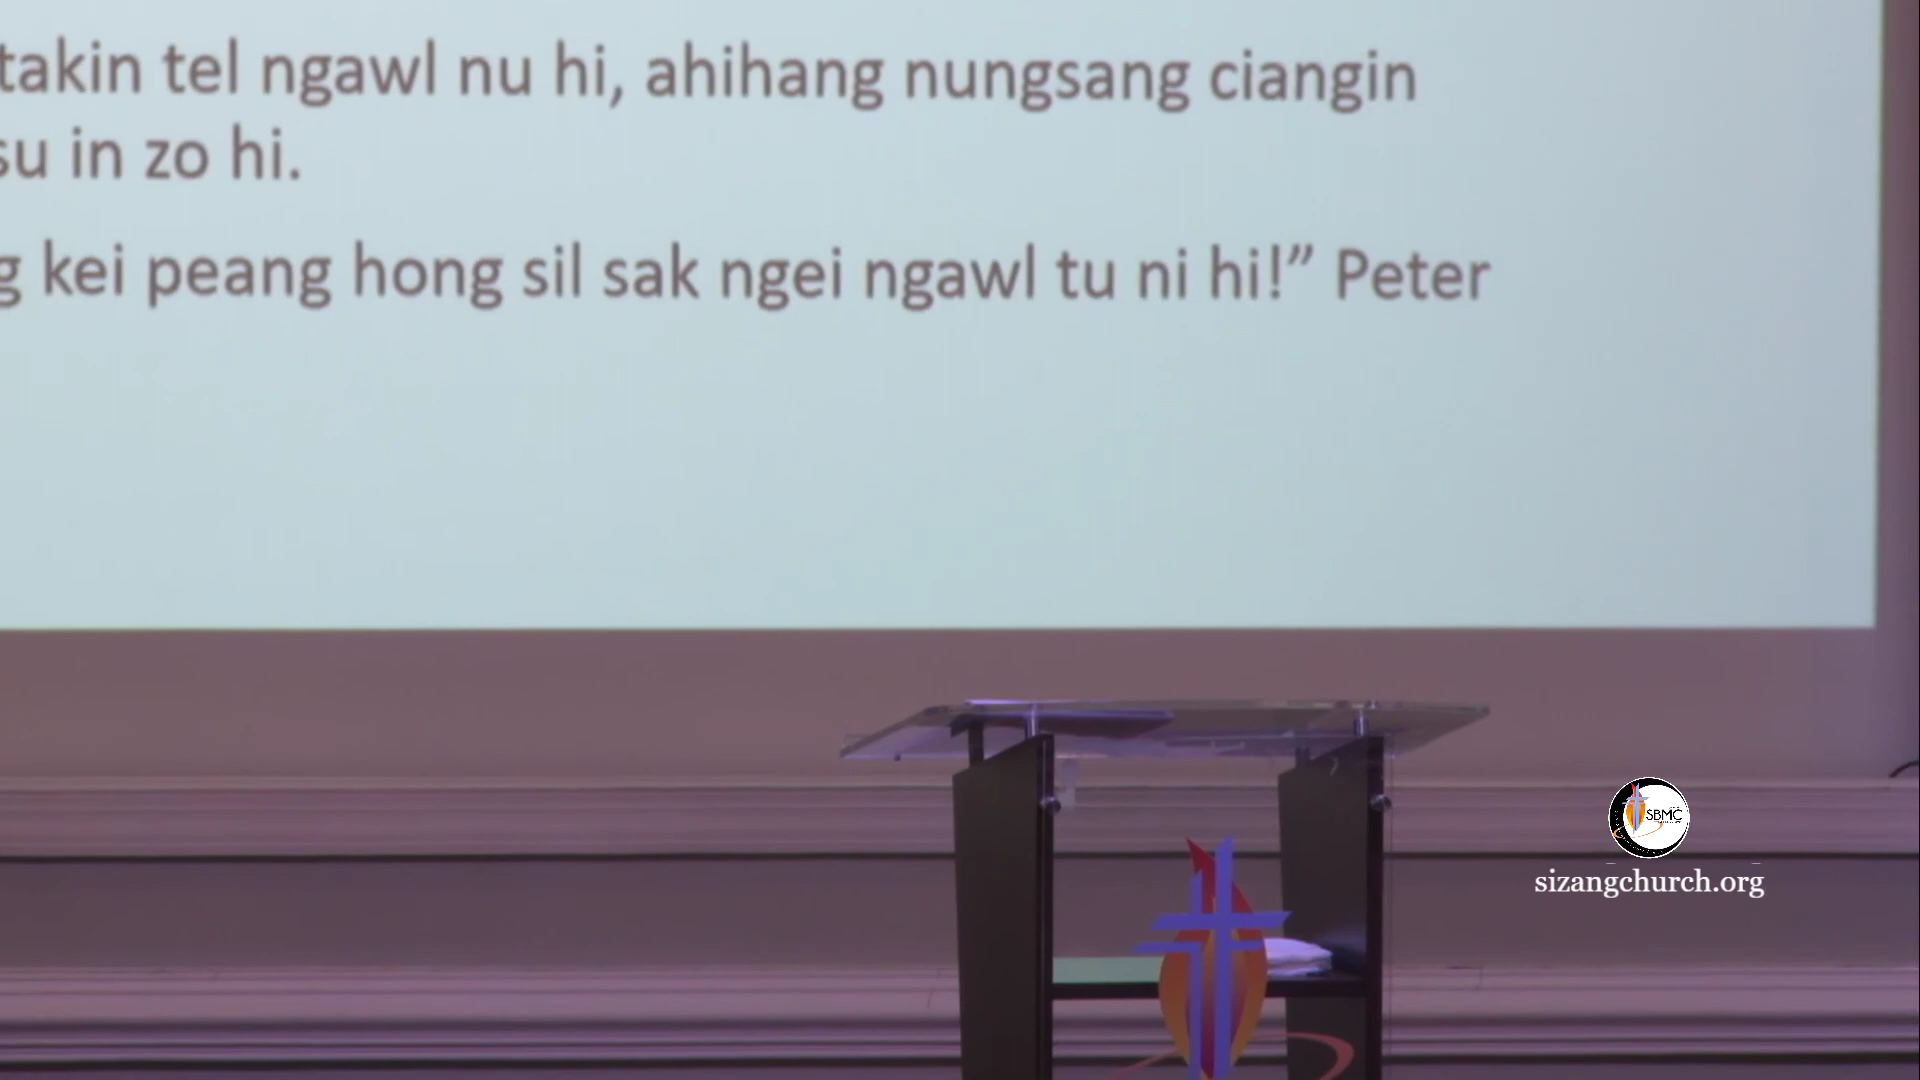 takin tel ngawl nu hi, ahihang nungsang ciangin
su in zo hi.
kei peang hong sil sak ngei ngawl tu ni hi!” Peter
SBMC
sizangchurch.org